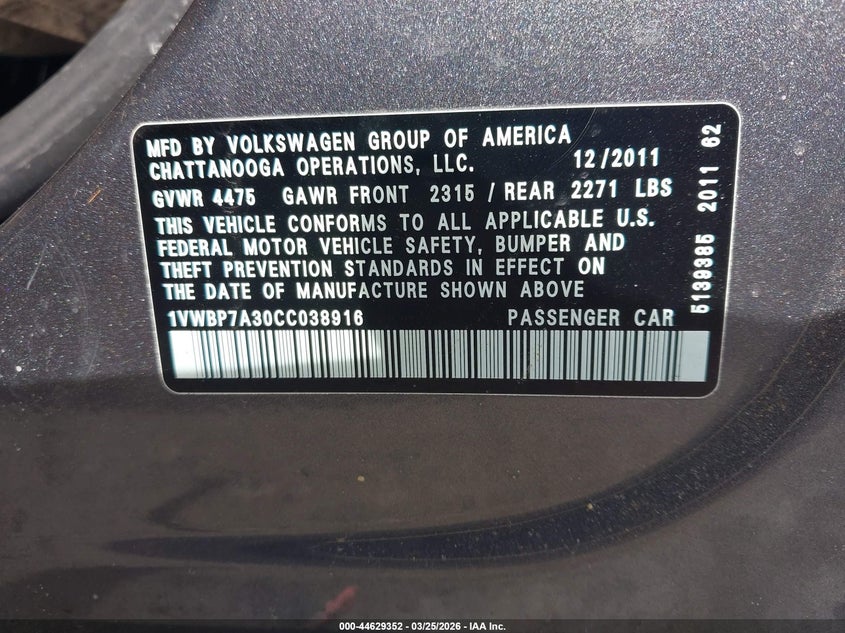 MFD BY VOLKSWAGEN GROUP OF AMERICA
CHATTANOOGA OPERATIONS, LLC. 12/2011
GVWR 4475 GAWR FRONT 2315 / REAR 2271 LBS
THIS VEHICLE CONFORMS TO ALL APPLICABLE U.S.
FEDERAL MOTOR VEHICLE SAFETY, BUMPER AND
THEFT PREVENTION STANDARDS IN EFFECT ON
THE DATE OF MANUFACTURE SHOWN ABOVE
1VWBP7A30CC038916 PASSENGER CAR
5139385 2011 62
000-44629352 / 03/25/2026 - IAA Inc.